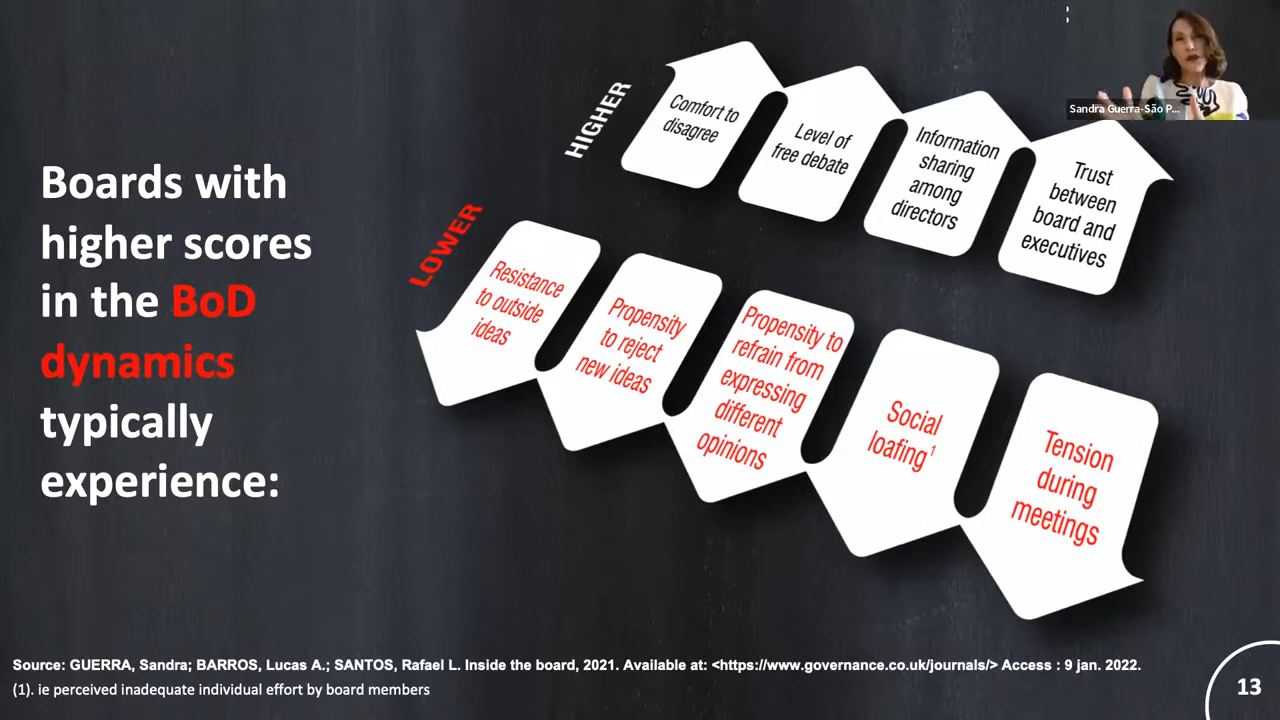 Boards with
higher scores
in the BoD
dynamics
typically
experience:
HIGHER
Comfort to
disagree
Level of
free debate
Information
sharing
among
directors
Trust
between
board and
executives
LOWER
Resistance
to outside
ideas
Propensity
to reject
new ideas
Propensity to
refrain from
expressing
different
opinions
Social
loafing¹
Tension
during
meetings
Sandra Guerra-São P...
Source: GUERRA, Sandra; BARROS, Lucas A.; SANTOS, Rafael L. Inside the board, 2021. Available at: <https://www.governance.co.uk/journals/> Access : 9 jan. 2022.
(1). ie perceived inadequate individual effort by board members
13